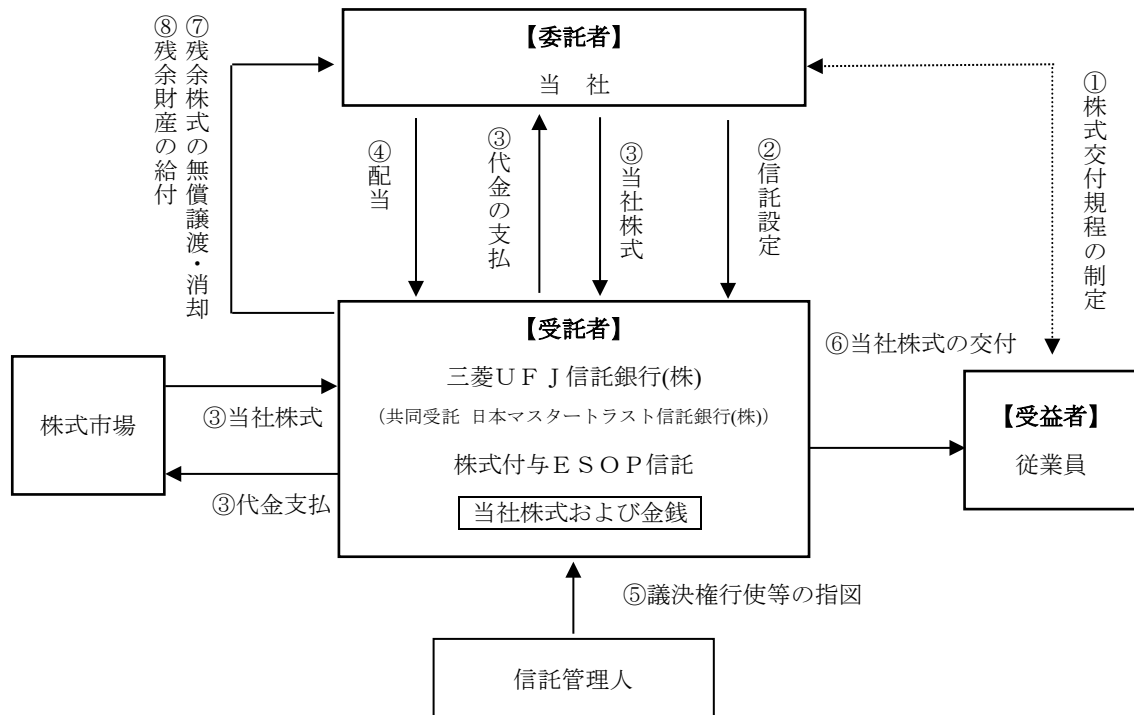 【委託者】
当 社
⑧残余財産の給付
⑦残余株式の無償譲渡・消却
④配当
③代金の支払
③当社株式
②信託設定
①株式交付規程の制定
【受託者】
三菱UFJ信託銀行(株)
(共同受託 日本マスタートラスト信託銀行(株))
株式付与ESOP信託
当社株式および金銭
株式市場
③当社株式
③代金支払
⑥当社株式の交付
【受益者】
従業員
⑤議決権行使等の指図
信託管理人